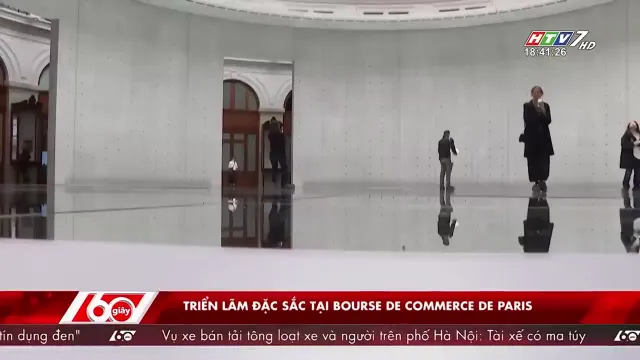 HTV7 HD
18:41:26
60 giây
TRIỂN LÃM ĐẶC SẮC TẠI BOURSE DE COMMERCE DE PARIS
tín dụng đen" 60 Vụ xe bán tải tông loạt xe và người trên phố Hà Nội: Tài xế có ma túy 60